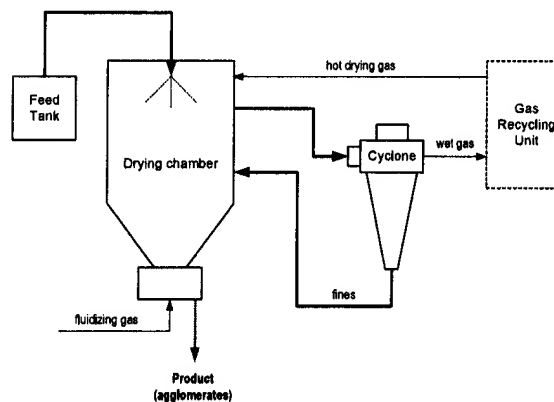 hot drying gas
Feed
Tank
Gas
Recycling
Unit
Drying chamber
Cyclone
wet gas
fines
fluidizing gas
Product
(agglomerates)